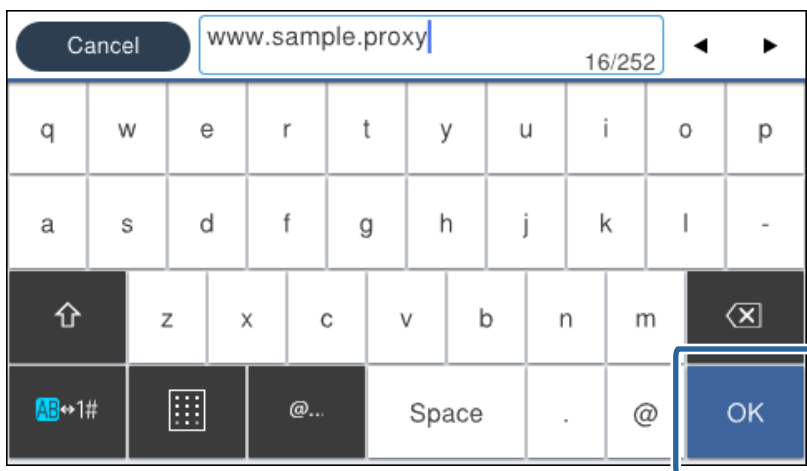 Cancel www.sample.proxy 16/252
q w e r t y u i o p
a s d f g h j k l -
z x c v b n m
AB↔1# @... Space . @ OK